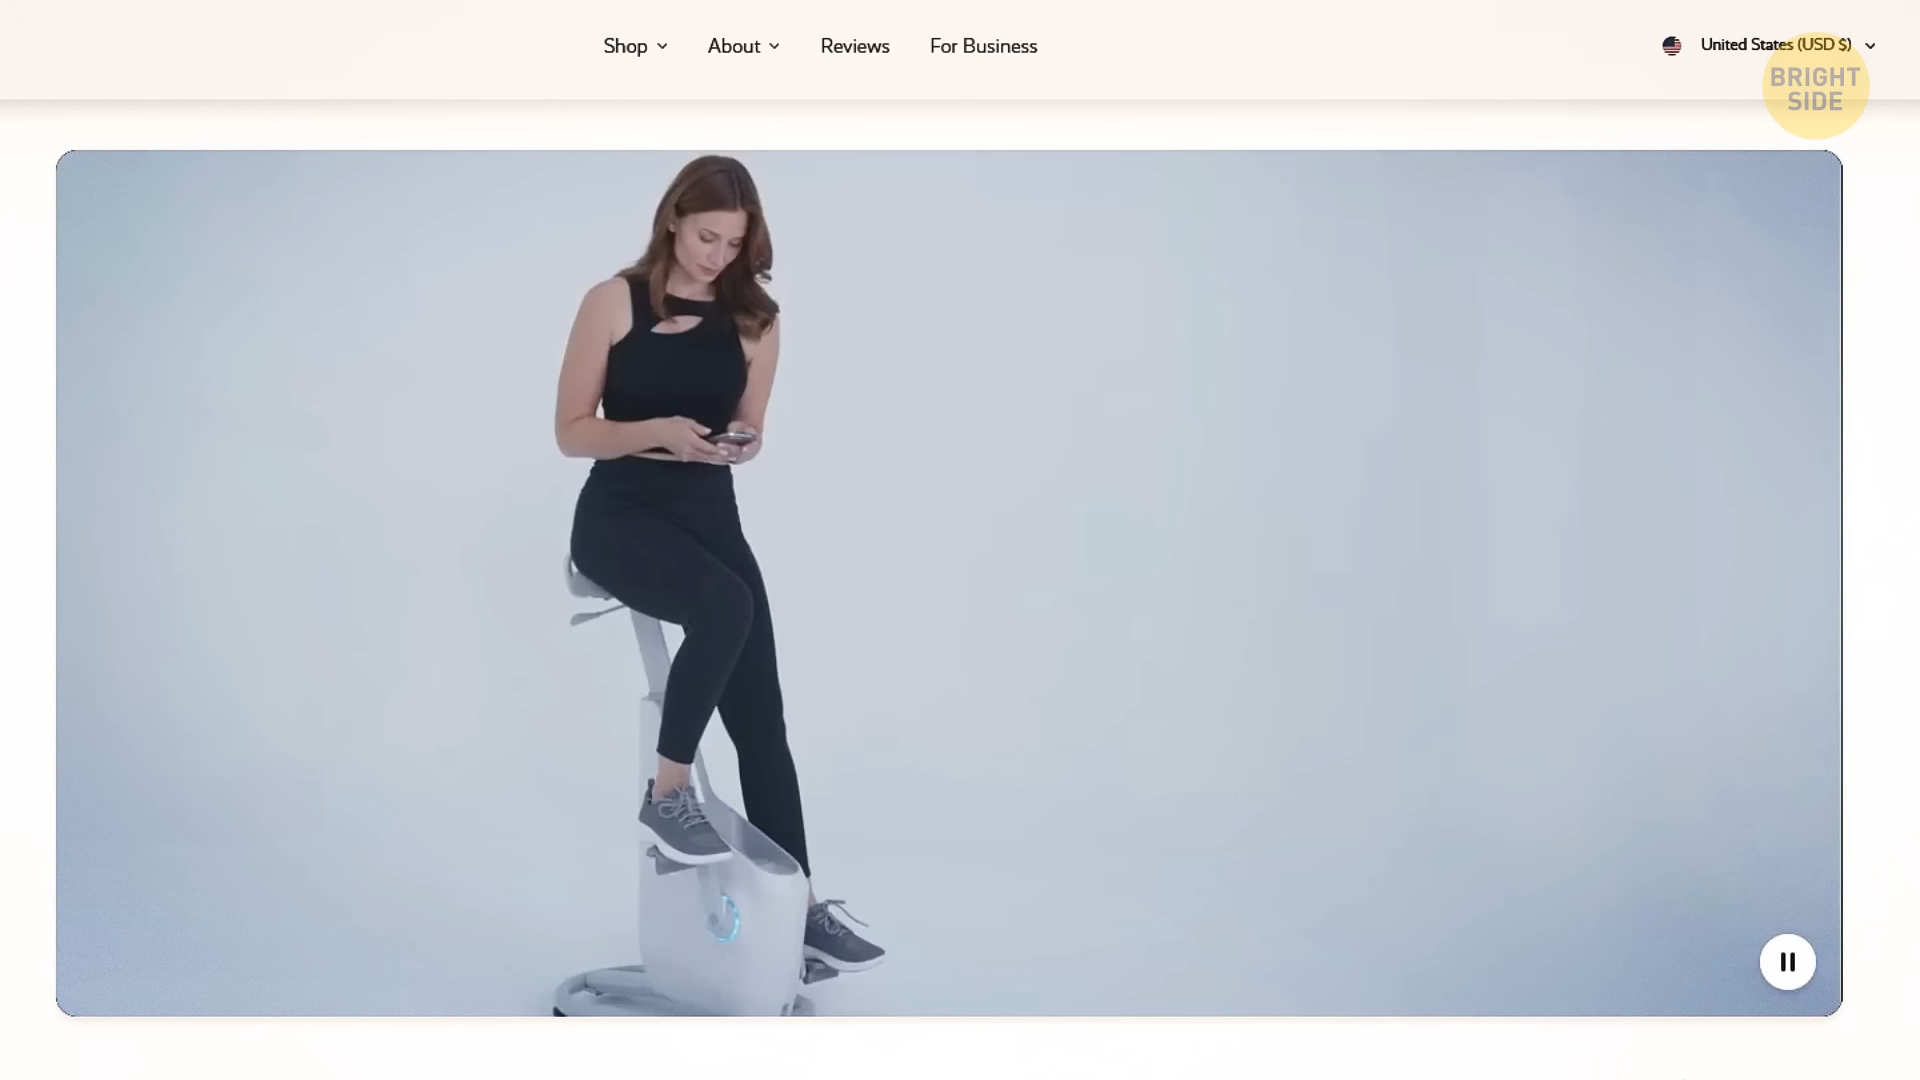 Shop
About
Reviews
For Business
United States (USD $)
BRIGHT
SIDE